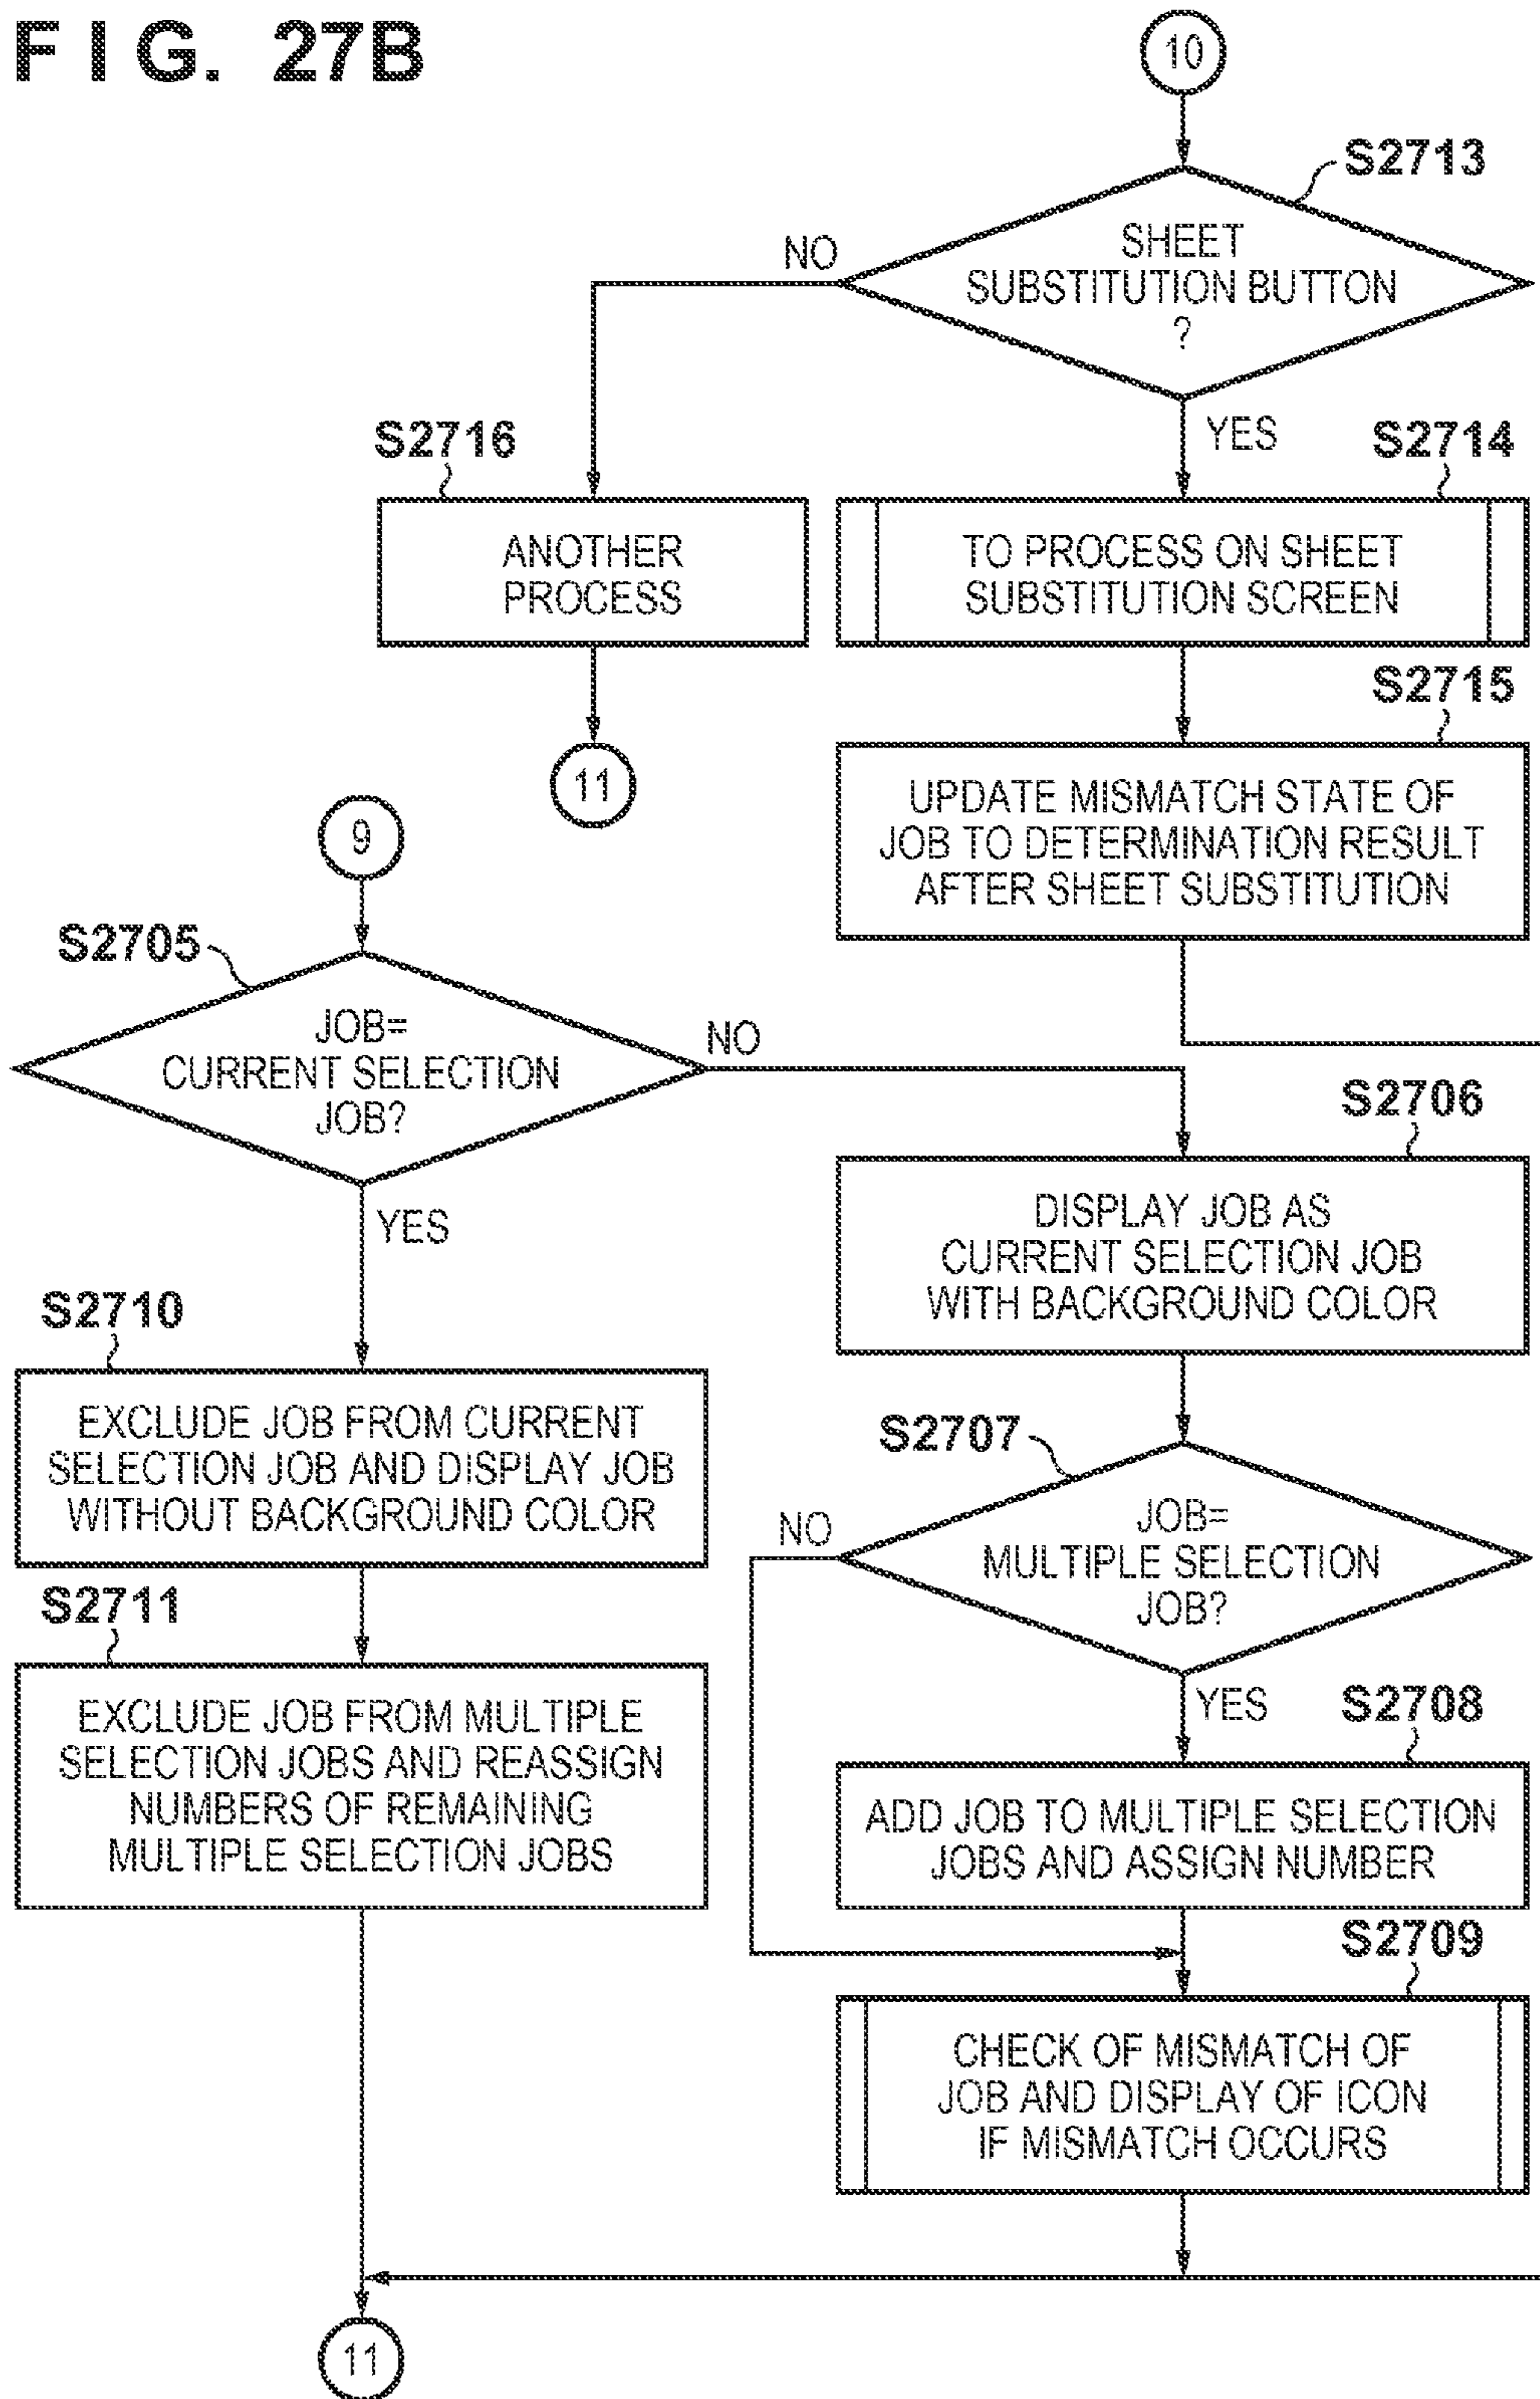 FIG. 27B
10
S2713
SHEET
SUBSTITUTION BUTTON
?
NO
YES
S2716
ANOTHER
PROCESS
11
S2714
TO PROCESS ON SHEET
SUBSTITUTION SCREEN
S2715
UPDATE MISMATCH STATE OF
JOB TO DETERMINATION RESULT
AFTER SHEET SUBSTITUTION
9
S2705
JOB=
CURRENT SELECTION
JOB?
NO
YES
S2706
DISPLAY JOB AS
CURRENT SELECTION JOB
WITH BACKGROUND COLOR
S2710
EXCLUDE JOB FROM CURRENT
SELECTION JOB AND DISPLAY JOB
WITHOUT BACKGROUND COLOR
S2707
JOB=
MULTIPLE SELECTION
JOB?
NO
YES
S2711
EXCLUDE JOB FROM MULTIPLE
SELECTION JOBS AND REASSIGN
NUMBERS OF REMAINING
MULTIPLE SELECTION JOBS
S2708
ADD JOB TO MULTIPLE SELECTION
JOBS AND ASSIGN NUMBER
S2709
CHECK OF MISMATCH OF
JOB AND DISPLAY OF ICON
IF MISMATCH OCCURS
11